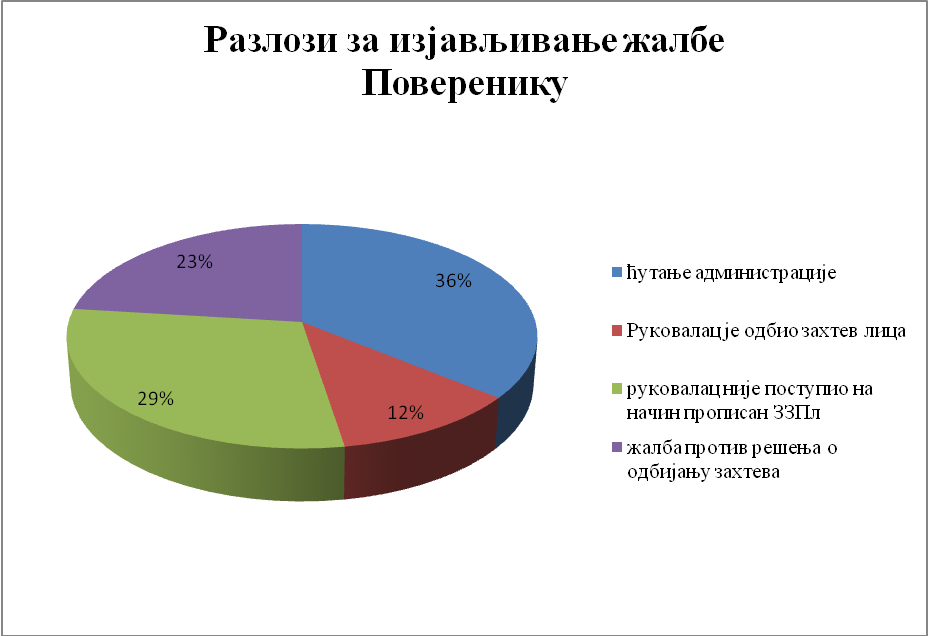 Разлози за изјављивање жалбе
Поверенику
23%
36%
29%
12%
ћутање администрације
Руковалац је одбио захтев лица
руковалац није поступио на
начин прописан ЗЗПл
жалба против решења о
одбијању захтева